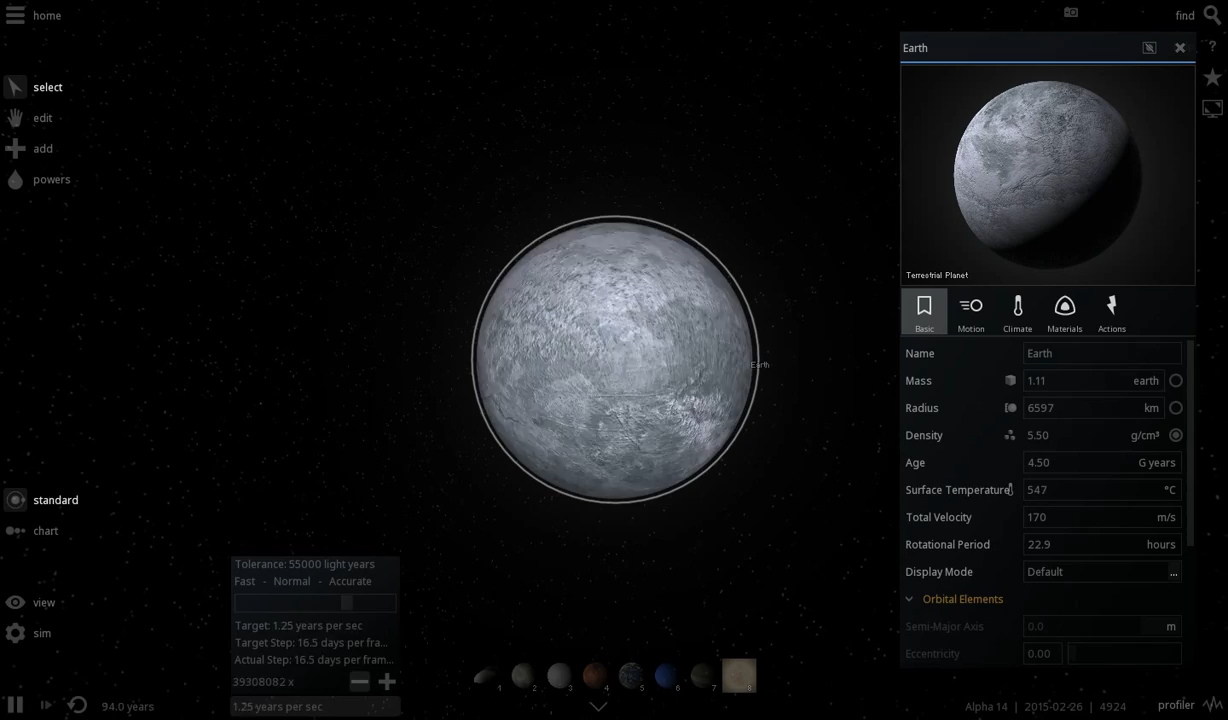 home
find
Earth
?
select
edit
add
powers
Earth
Terrestrial Planet
Basic
Motion
Climate
Materials
Actions
Name
Earth
Mass
1.11 earth
Radius
6597 km
Density
5.50 g/cm³
Age
4.50 G years
Surface Temperature
547 °C
Total Velocity
170 m/s
Rotational Period
22.9 hours
Display Mode
Default ...
Orbital Elements
Semi-Major Axis
0.0 m
Eccentricity
0.00
standard
chart
view
sim
Tolerance: 55000 light years
Fast - Normal - Accurate
Target: 1.25 years per sec
Target Step: 16.5 days per fra...
Actual Step: 16.5 days per fram...
39308082 x
1.25 years per sec
1 2 3 4 5 6 7 8
94.0 years
Alpha 14 | 2015-02-26 | 4924
profiler